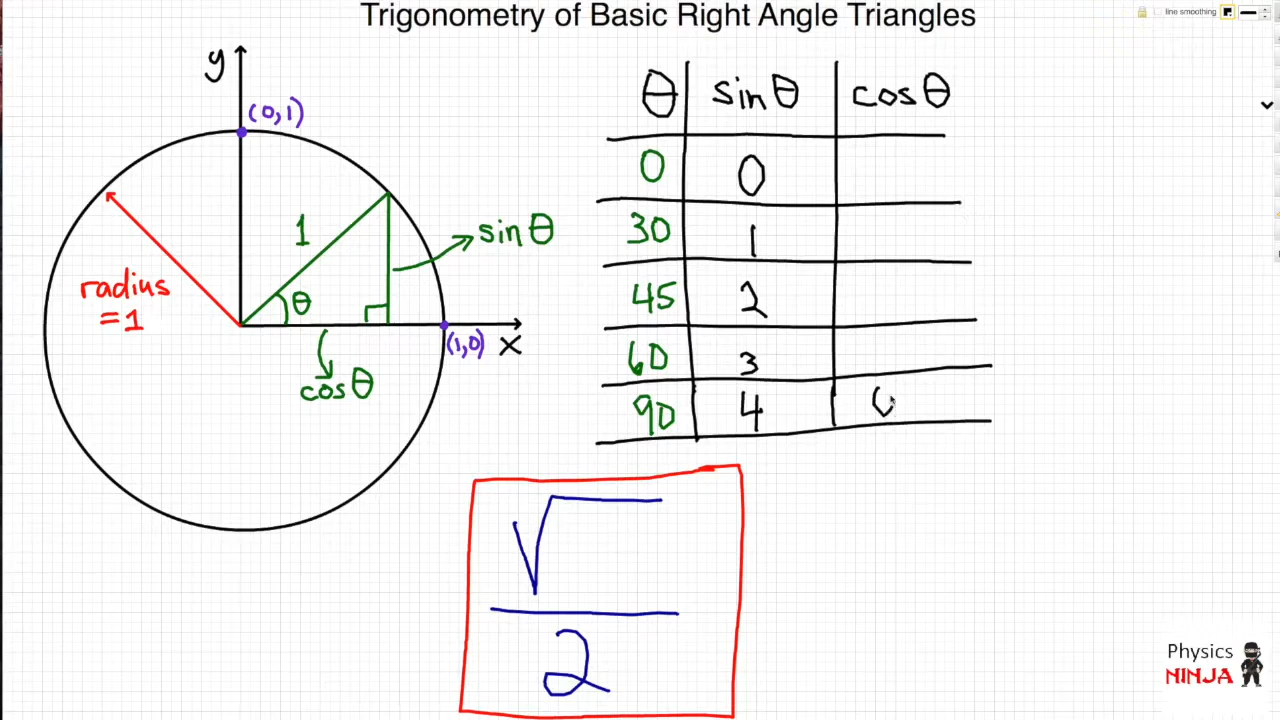 Trigonometry of Basic Right Angle Triangles
line smoothing
y
(0,1)
1
sinθ
radius
=1
θ
(1,0)
x
cosθ
θ sinθ cosθ
0 0
30 1
45 2
60 3
90 4
√
2
Physics
NINJA